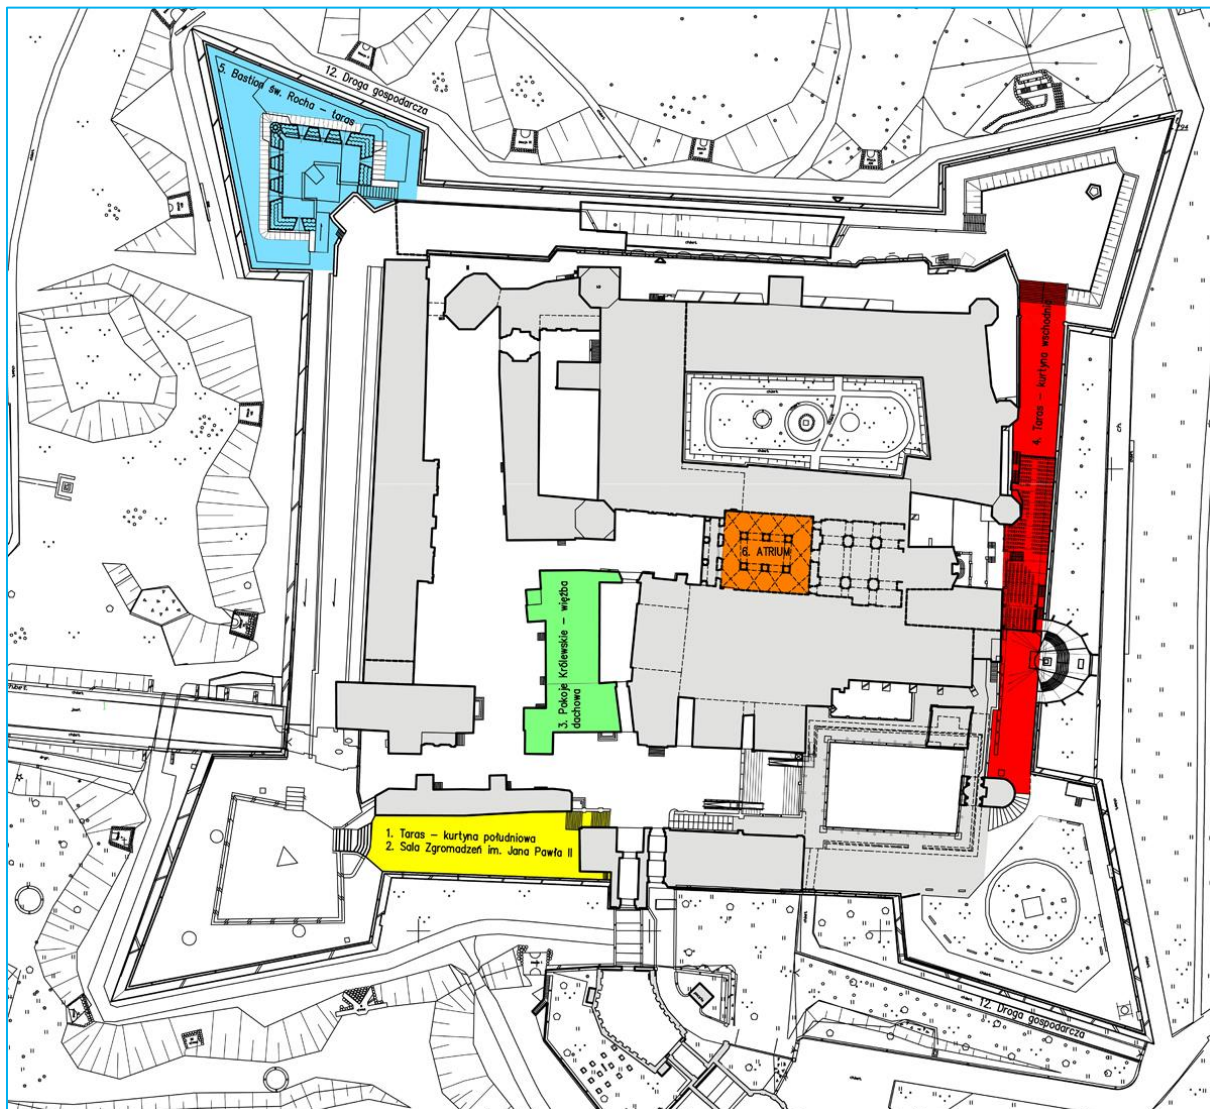 5. Bastion św. Rocha – taras
12. Droga gospodarcza
4. Taras – kurtyna wschodnia
6. ATRIUM
3. Pokoje Królewskie – więźba
dachowa
1. Taras – kurtyna południowa
2. Sala Zgromadzeń im. Jana Pawła II
12. Droga gospodarcza